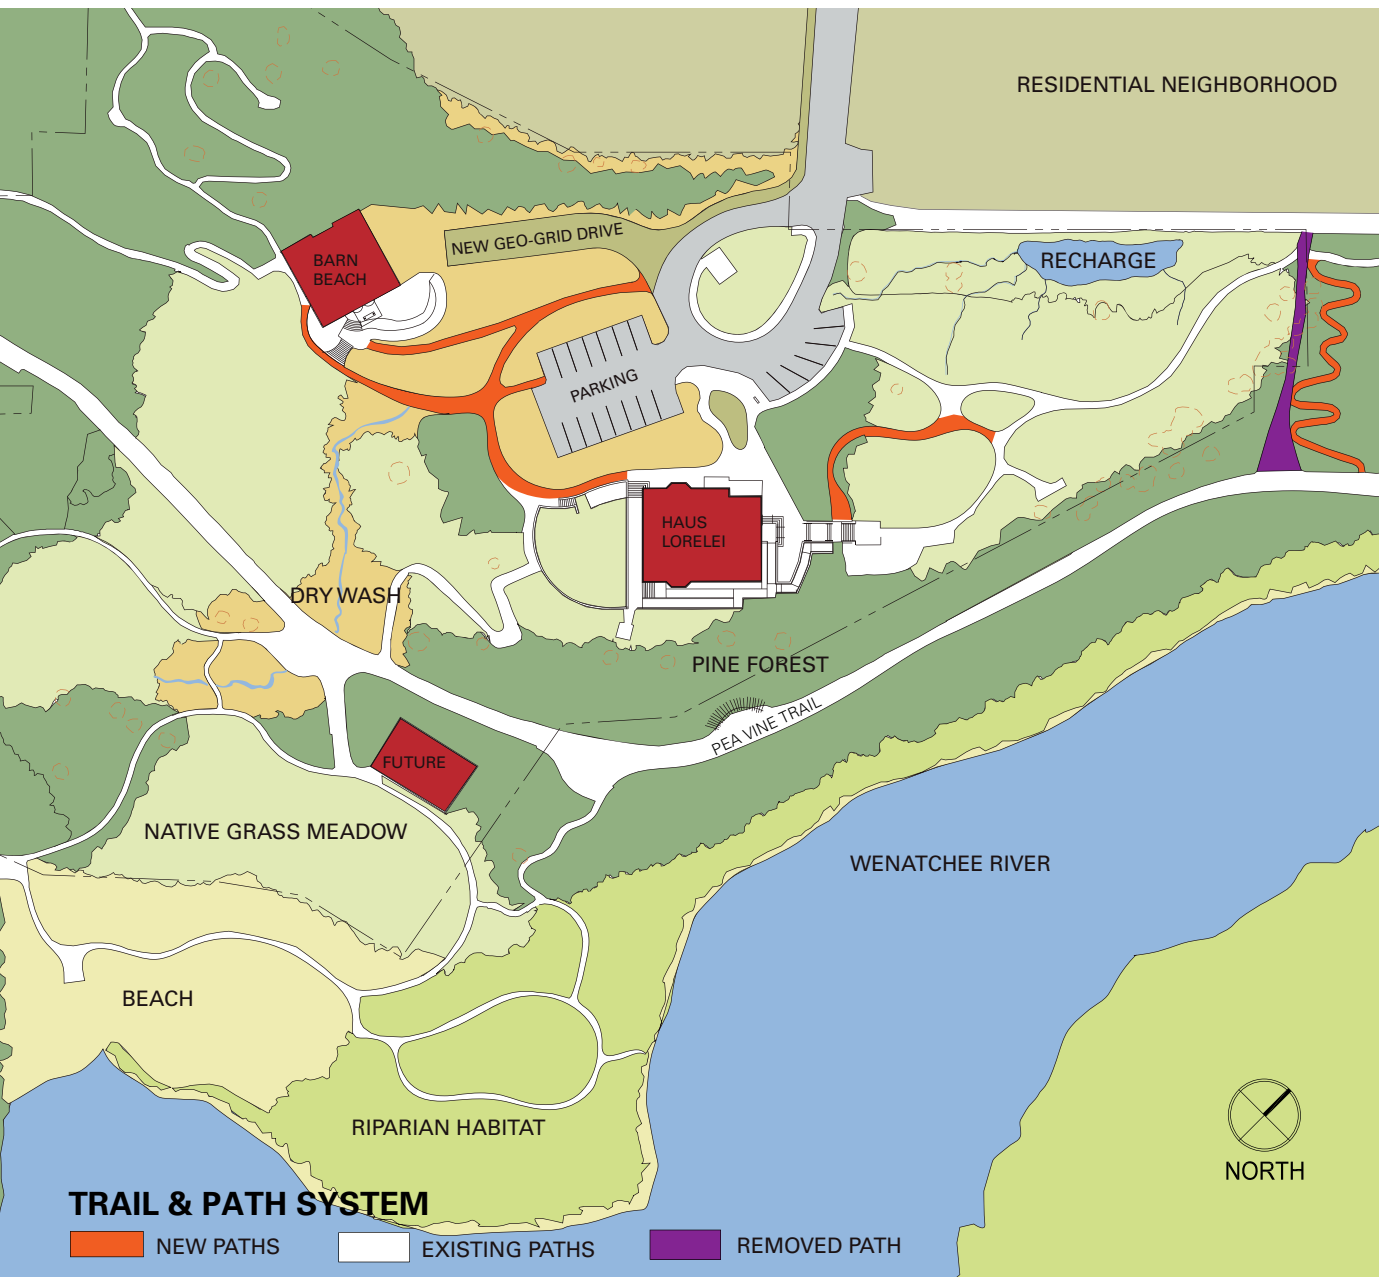 RESIDENTIAL NEIGHBORHOOD
NEW GEO-GRID DRIVE
BARN
BEACH
RECHARGE
PARKING
HAUS
LORELEI
DRY WASH
PINE FOREST
PEA VINE TRAIL
FUTURE
NATIVE GRASS MEADOW
WENATCHEE RIVER
BEACH
RIPARIAN HABITAT
NORTH
TRAIL & PATH SYSTEM
NEW PATHS
EXISTING PATHS
REMOVED PATH